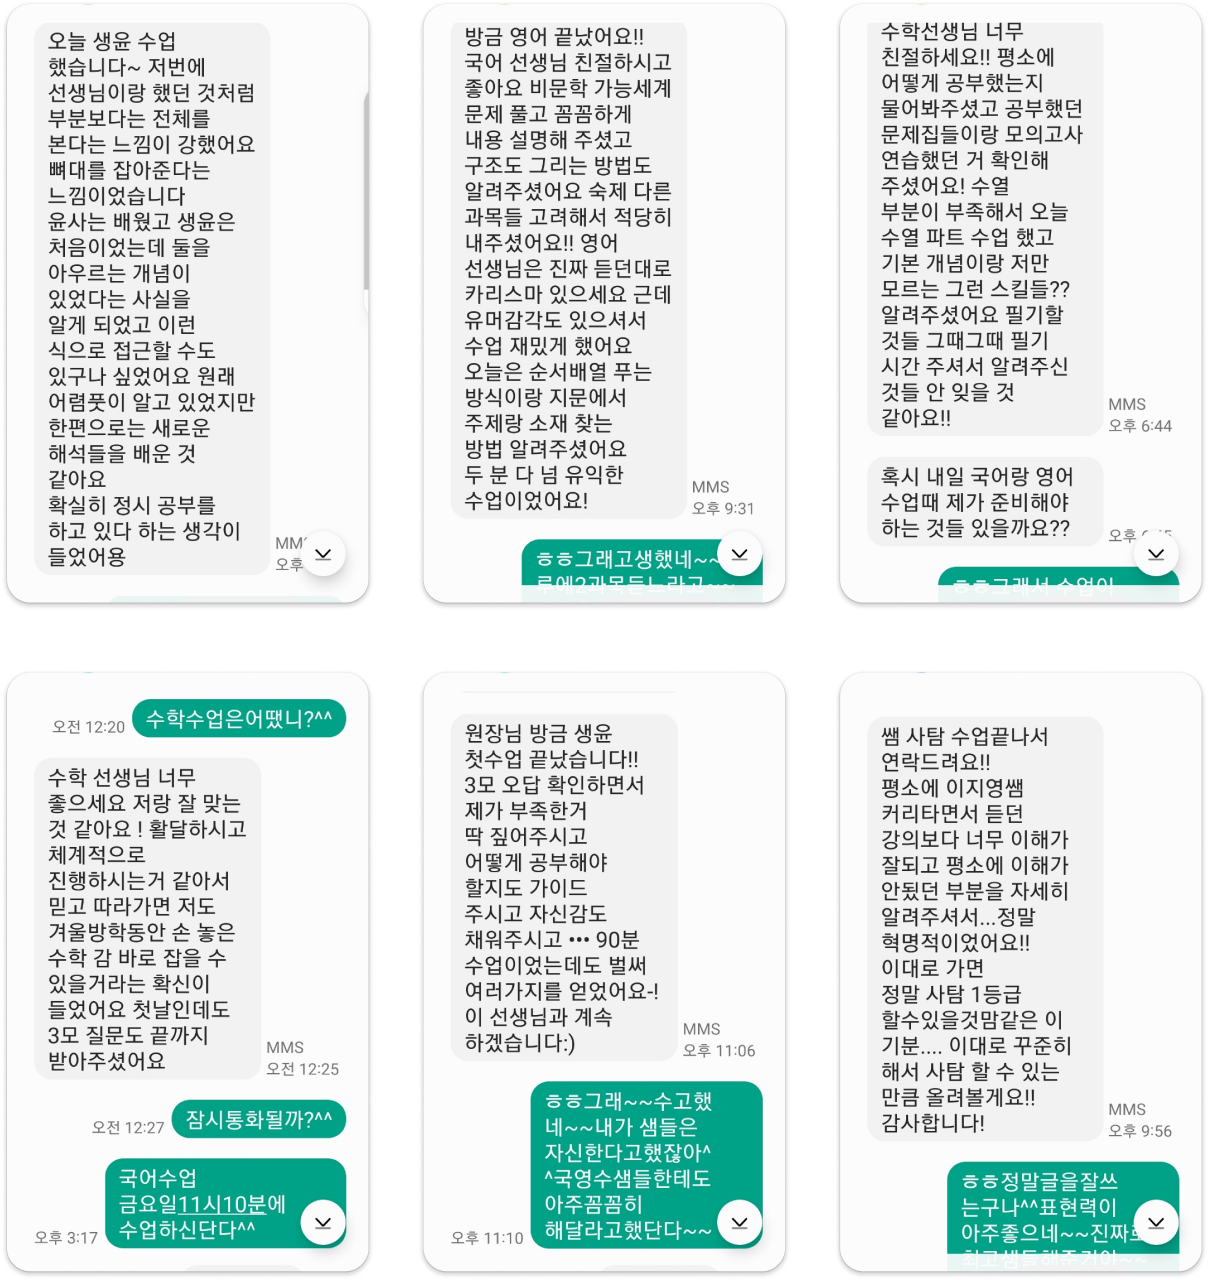 오늘 생윤 수업
했습니다~ 저번에
선생님이랑 했던 것처럼
부분보다는 전체를
본다는 느낌이 강했어요
뼈대를 잡아준다는
느낌이었습니다
윤사는 배웠고 생윤은
처음이었는데 둘을
아우르는 개념이
있었다는 사실을
알게 되었고 이런
식으로 접근할 수도
있구나 싶었어요 원래
어렴풋이 알고 있었지만
한편으로는 새로운
해석들을 배운 것
같아요
확실히 정시 공부를
하고 있다 하는 생각이
들었어용
오후
방금 영어 끝났어요!!
국어 선생님 친절하시고
좋아요 비문학 가능세계
문제 풀고 꼼꼼하게
내용 설명해 주셨고
구조도 그리는 방법도
알려주셨어요 숙제 다른
과목들 고려해서 적당히
내주셨어요!! 영어
선생님은 진짜 듣던대로
카리스마 있으세요 근데
유머감각도 있으셔서
수업 재밌게 했어요
오늘은 순서배열 푸는
방식이랑 지문에서
주제랑 소재 찾는
방법 알려주셨어요
두 분 다 넘 유익한
수업이었어요!
MMS
오후 9:31
ㅎㅎ그래고생했네~~
루에2과목듣느라고
수학선생님 너무
친절하세요!! 평소에
어떻게 공부했는지
물어봐주셨고 공부했던
문제집들이랑 모의고사
연습했던 거 확인해
주셨어요! 수열
부분이 부족해서 오늘
수열 파트 수업 했고
기본 개념이랑 저만
모르는 그런 스킬들??
알려주셨어요 필기할
것들 그때그때 필기
시간 주셔서 알려주신
것들 안 잊을 것
같아요!!
MMS
오후 6:44
혹시 내일 국어랑 영어
수업때 제가 준비해야
하는 것들 있을까요??
오후
ㅎㅎ그래서 수업이
수학수업은어땠니?^^
오전 12:20
수학 선생님 너무
좋으세요 저랑 잘 맞는
것 같아요 ! 활달하시고
체계적으로
진행하시는거 같아서
믿고 따라가면 저도
겨울방학동안 손 놓은
수학 감 바로 잡을 수
있을거라는 확신이
들었어요 첫날인데도
3모 질문도 끝까지
받아주셨어요
MMS
오전 12:25
잠시통화될까?^^
오전 12:27
국어수업
금요일11시10분에
수업하신단다^^
오후 3:17
원장님 방금 생윤
첫수업 끝났습니다!!
3모 오답 확인하면서
제가 부족한거
딱 짚어주시고
어떻게 공부해야
할지도 가이드
주시고 자신감도
채워주시고 ••• 90분
수업이었는데도 벌써
여러가지를 얻었어요-!
이 선생님과 계속
하겠습니다:)
MMS
오후 11:06
ㅎㅎ그래~~수고했
네~~내가 샘들은
자신한다고했잖아^
^국영수샘들한테도
아주꼼꼼히
해달라고했단다~~
오후 11:10
쌤 사탐 수업끝나서
연락드려요!!
평소에 이지영쌤
커리타면서 듣던
강의보다 너무 이해가
잘되고 평소에 이해가
안됬던 부분을 자세히
알려주셔서...정말
혁명적이었어요!!
이대로 가면
정말 사탐 1등급
할수있을것맘같은 이
기분.... 이대로 꾸준히
해서 사탐 할 수 있는
만큼 올려볼게요!!
감사합니다!
MMS
오후 9:56
ㅎㅎ정말글을잘쓰
는구나^^표현력이
아주좋으네~~진짜로